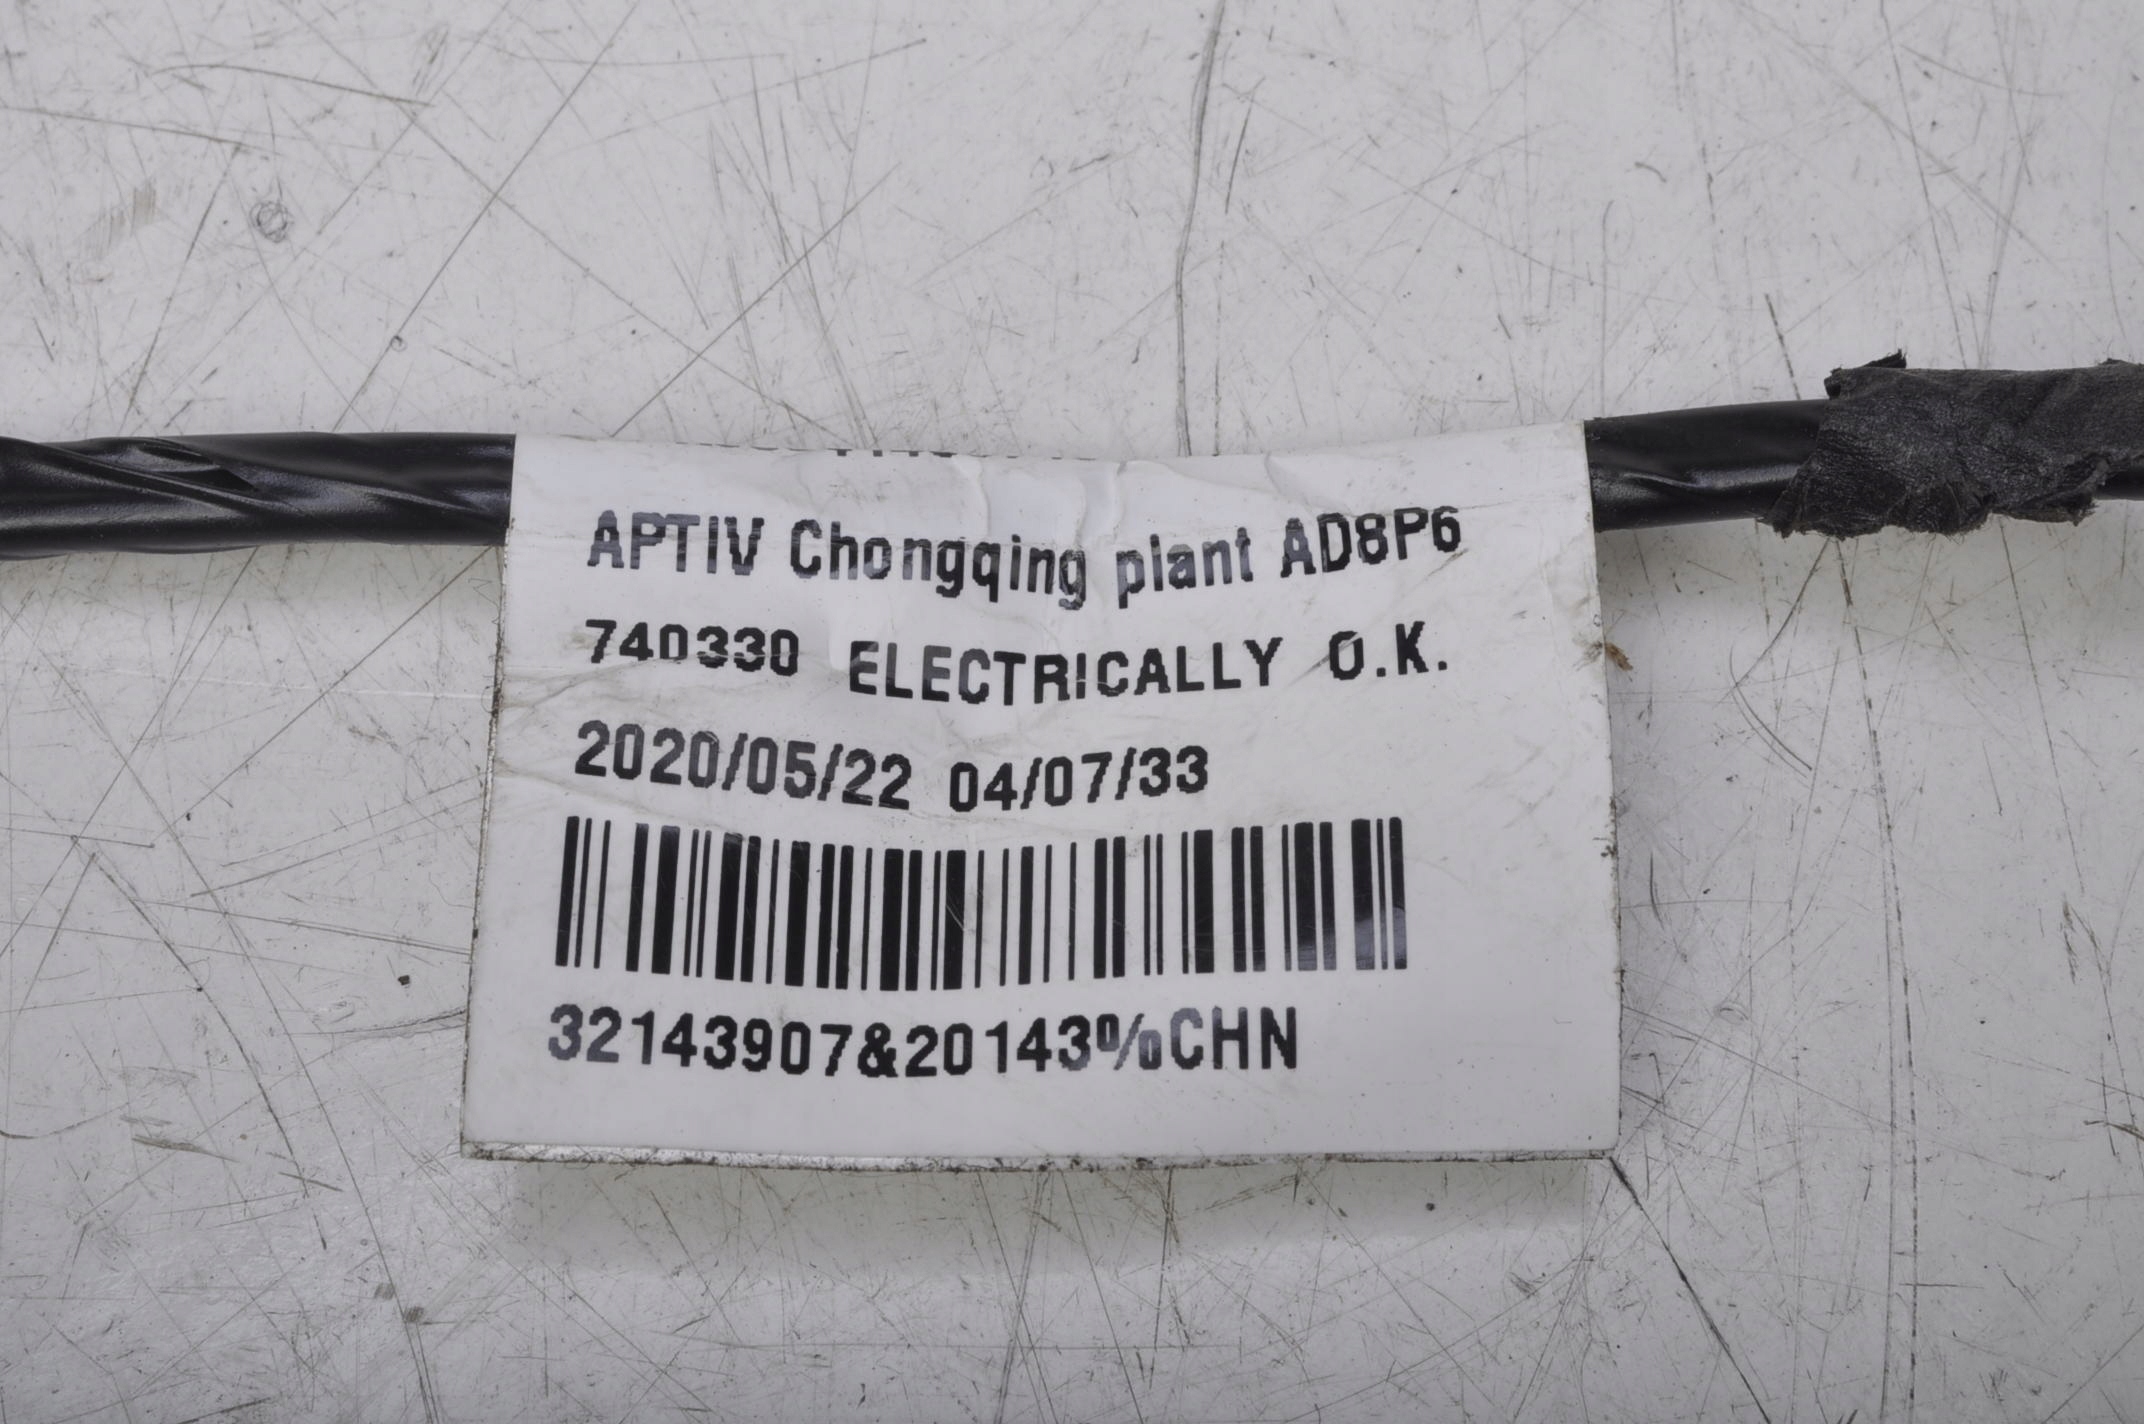 APTIV Chongqing plant AD8P6
740330 ELECTRICALLY O.K.
2020/05/22 04/07/33
32143907&20143%CHN